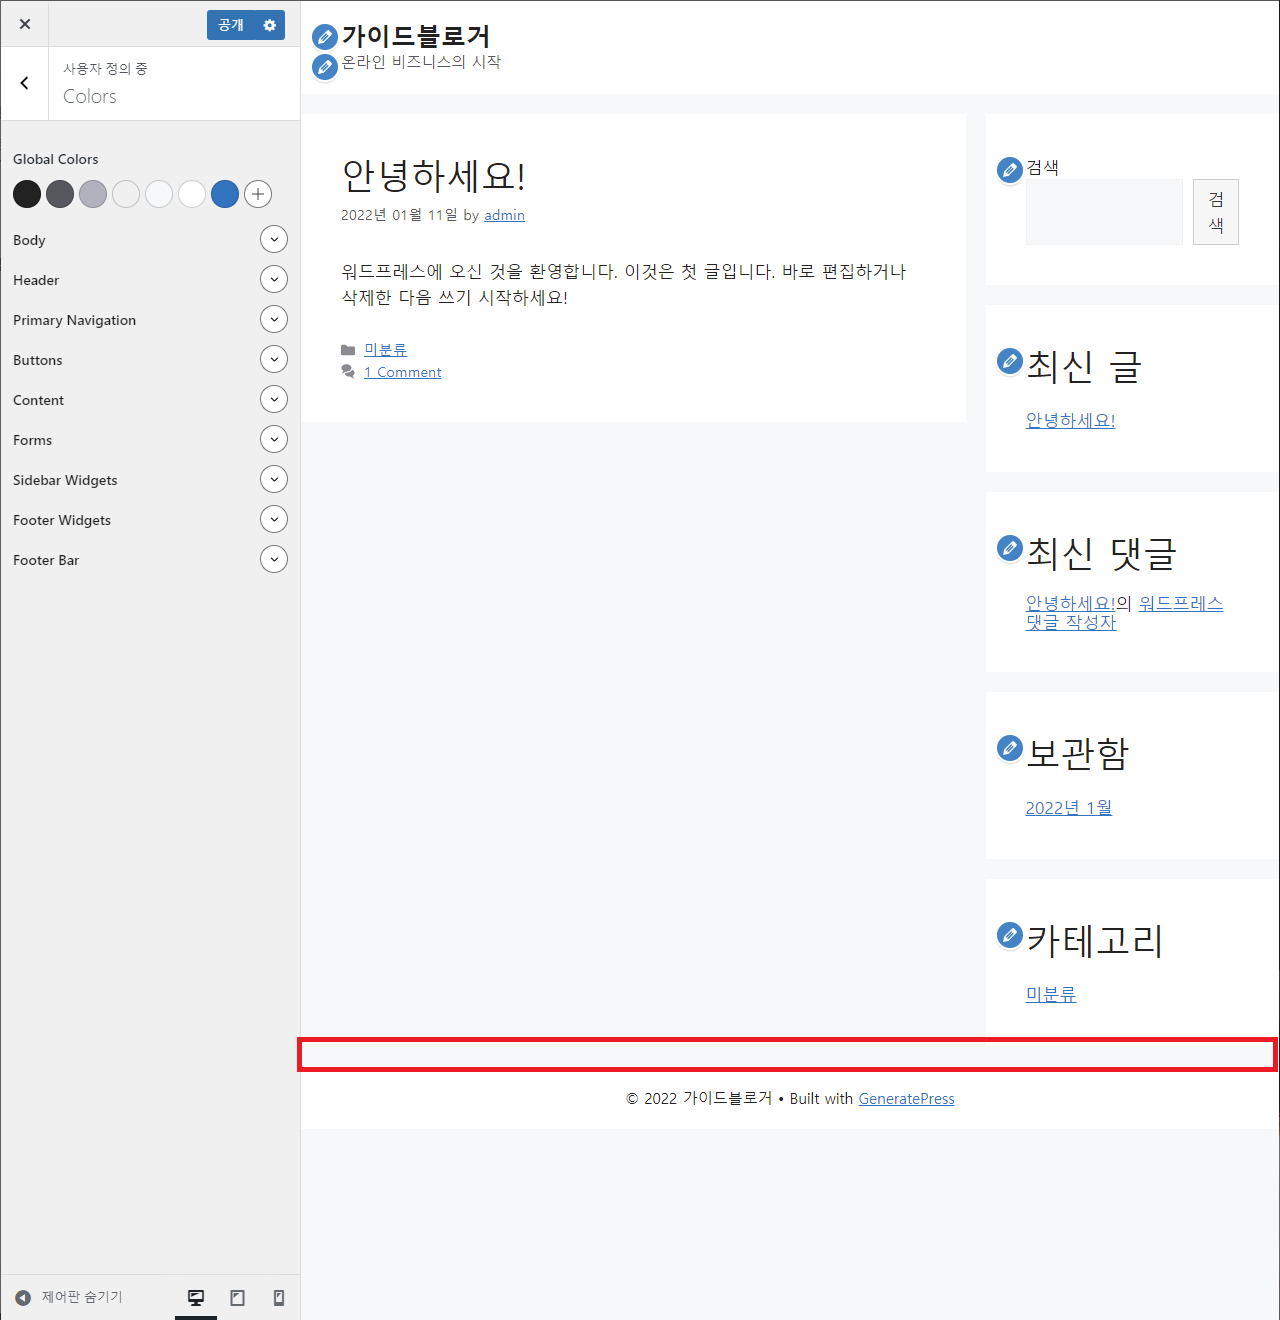 공개
사용자 정의 중
Colors
Global Colors
Body
Header
Primary Navigation
Buttons
Content
Forms
Sidebar Widgets
Footer Widgets
Footer Bar
제어판 숨기기
가이드블로거
온라인 비즈니스의 시작
안녕하세요!
2022년 01월 11일 by admin
워드프레스에 오신 것을 환영합니다. 이것은 첫 글입니다. 바로 편집하거나
삭제한 다음 쓰기 시작하세요!
미분류
1 Comment
검색
검
색
최신 글
안녕하세요!
최신 댓글
안녕하세요!의 워드프레스
댓글 작성자
보관함
2022년 1월
카테고리
미분류
© 2022 가이드블로거 • Built with GeneratePress